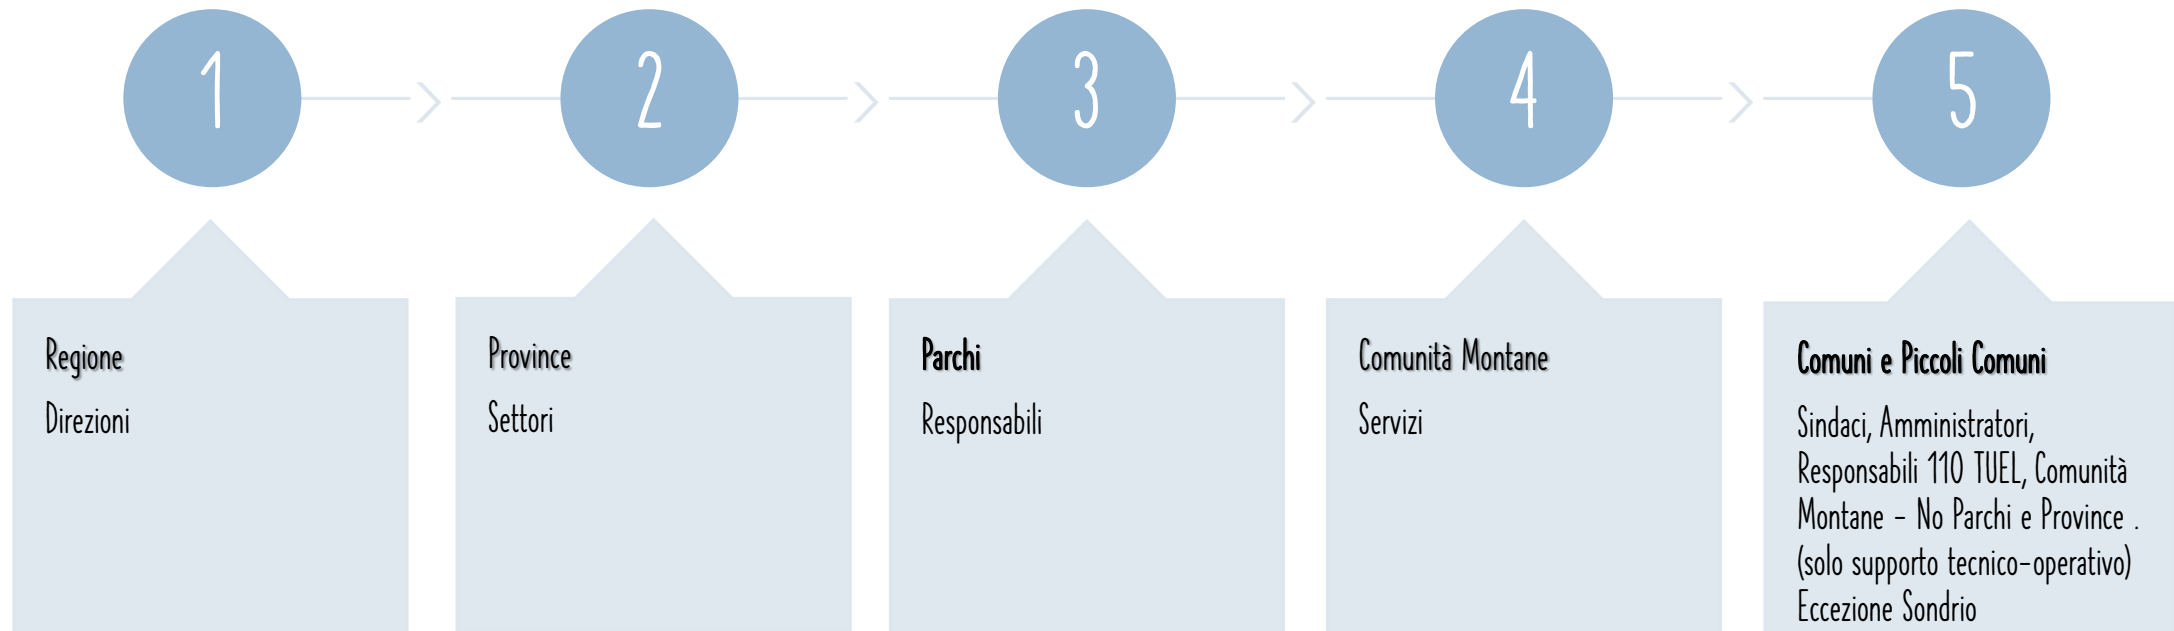 1
2
3
4
5
Regione
Direzioni
Province
Settori
Parchi
Responsabili
Comunità Montane
Servizi
Comuni e Piccoli Comuni
Sindaci, Amministratori,
Responsabili 110 TUEL, Comunità
Montane - No Parchi e Province .
(solo supporto tecnico-operativo)
Eccezione Sondrio